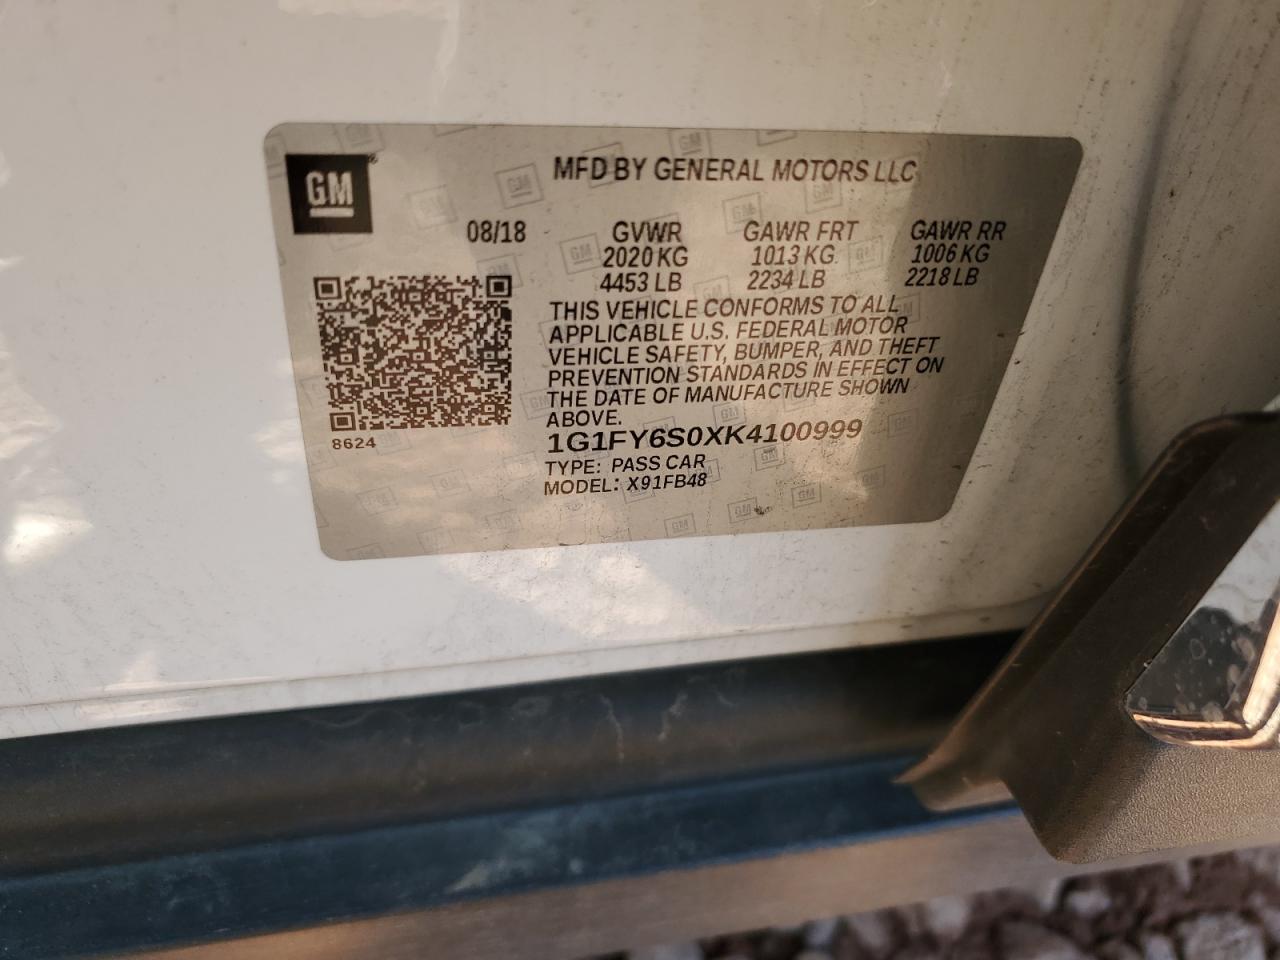 GM
MFD BY GENERAL MOTORS LLC
08/18 GVWR GAWR FRT GAWR RR
2020 KG 1013 KG. 1006 KG
4453 LB 2234 LB 2218 LB
THIS VEHICLE CONFORMS TO ALL
APPLICABLE U.S. FEDERAL MOTOR
VEHICLE SAFETY, BUMPER, AND THEFT
PREVENTION STANDARDS IN EFFECT ON
THE DATE OF MANUFACTURE SHOWN
ABOVE.
8624
1G1FY6S0XK4100999
TYPE: PASS CAR
MODEL: X91FB48